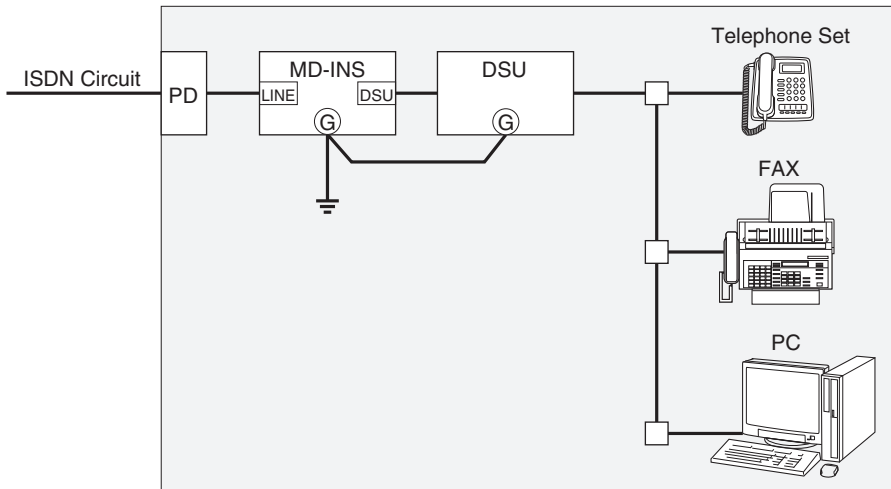 Telephone Set
ISDN Circuit
PD
MD-INS
DSU
LINE
DSU
G
G
FAX
PC